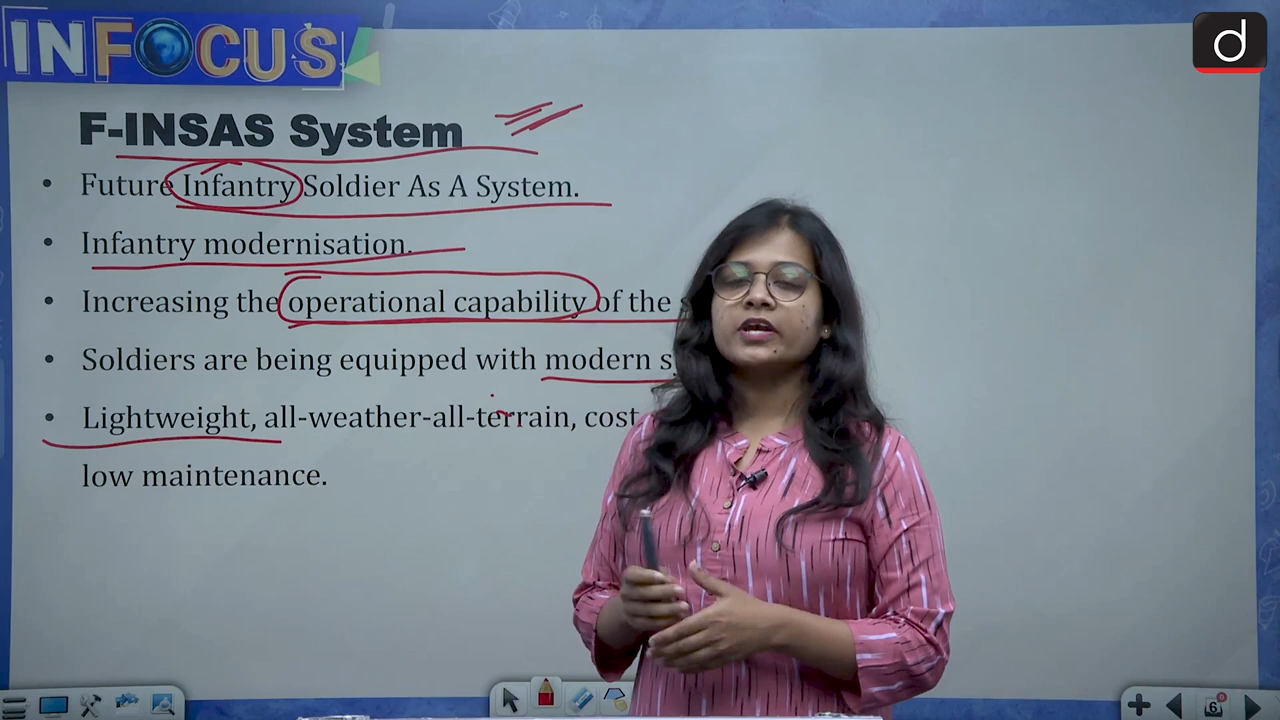 INFOCUS
d
F-INSAS System
• Future Infantry Soldier As A System.
• Infantry modernisation.
• Increasing the operational capability of the
• Soldiers are being equipped with modern
• Lightweight, all-weather-all-terrain, cost
low maintenance.
6